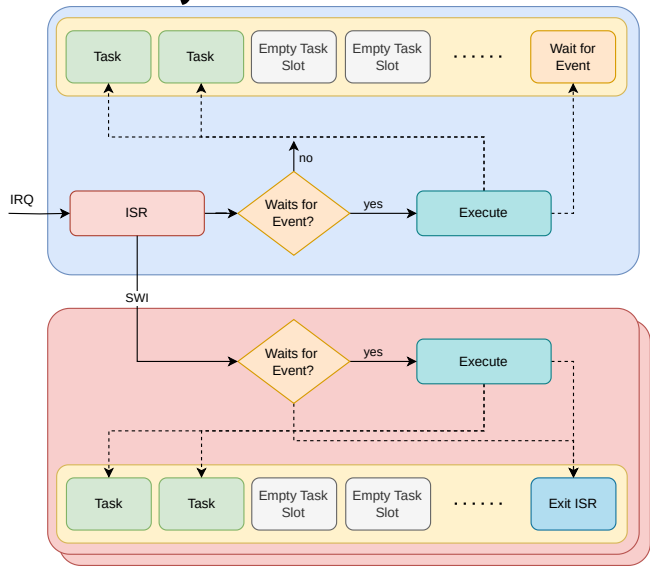 Task
Task
Empty Task
Slot
Empty Task
Slot
......
Wait for
Event
no
IRQ
ISR
Waits for
Event?
yes
Execute
SWI
Waits for
Event?
yes
Execute
Task
Task
Empty Task
Slot
Empty Task
Slot
......
Exit ISR